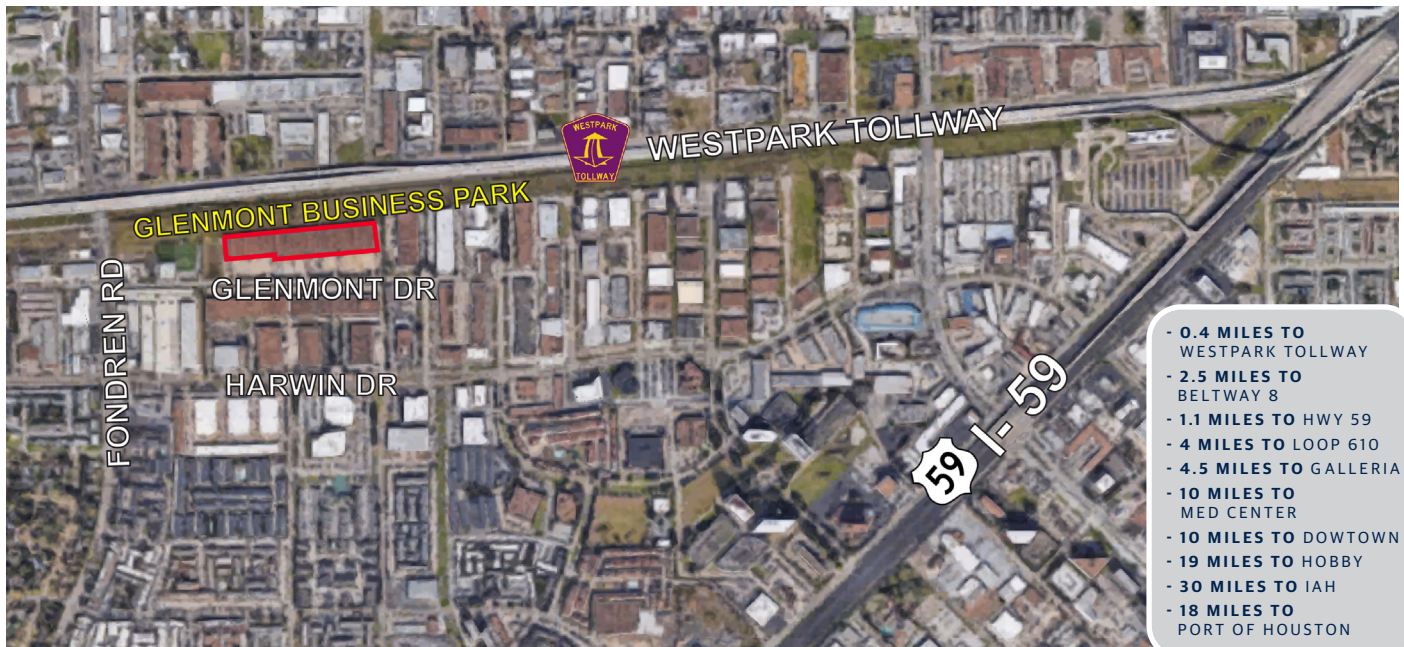 WESTPARK
TOLLWAY
WESTPARK TOLLWAY
GLENMONT BUSINESS PARK
GLENMONT DR
FONDREN RD
HARWIN DR
59
I-59
- 0.4 MILES TO
WESTPARK TOLLWAY
- 2.5 MILES TO
BELTWAY 8
- 1.1 MILES TO HWY 59
- 4 MILES TO LOOP 610
- 4.5 MILES TO GALLERIA
- 10 MILES TO
MED CENTER
- 10 MILES TO DOWTOWN
- 19 MILES TO HOBBY
- 30 MILES TO IAH
- 18 MILES TO
PORT OF HOUSTON